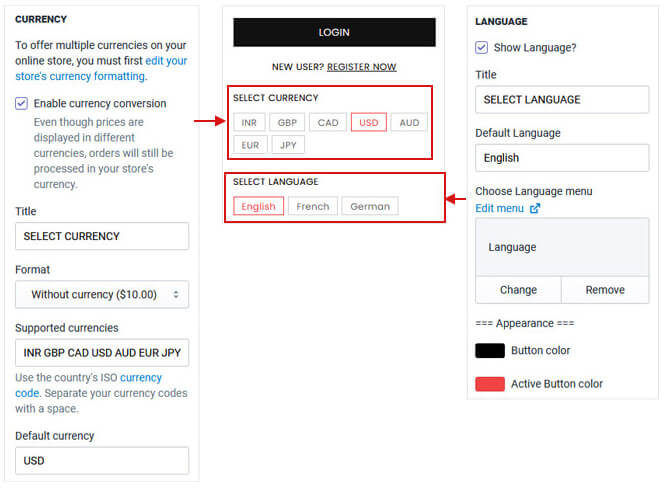 CURRENCY
To offer multiple currencies on your
online store, you must first edit your
store's currency formatting.
Enable currency conversion
Even though prices are
displayed in different
currencies, orders will still be
processed in your store's
currency.
Title
SELECT CURRENCY
Format
Without currency ($10.00)
Supported currencies
INR GBP CAD USD AUD EUR JPY
Use the country's ISO currency
code. Separate your currency codes
with a space.
Default currency
USD
LOGIN
NEW USER? REGISTER NOW
SELECT CURRENCY
INR GBP CAD USD AUD
EUR JPY
SELECT LANGUAGE
English French German
LANGUAGE
Show Language?
Title
SELECT LANGUAGE
Default Language
English
Choose Language menu
Edit menu
Language
Change Remove
=== Appearance ===
Button color
Active Button color